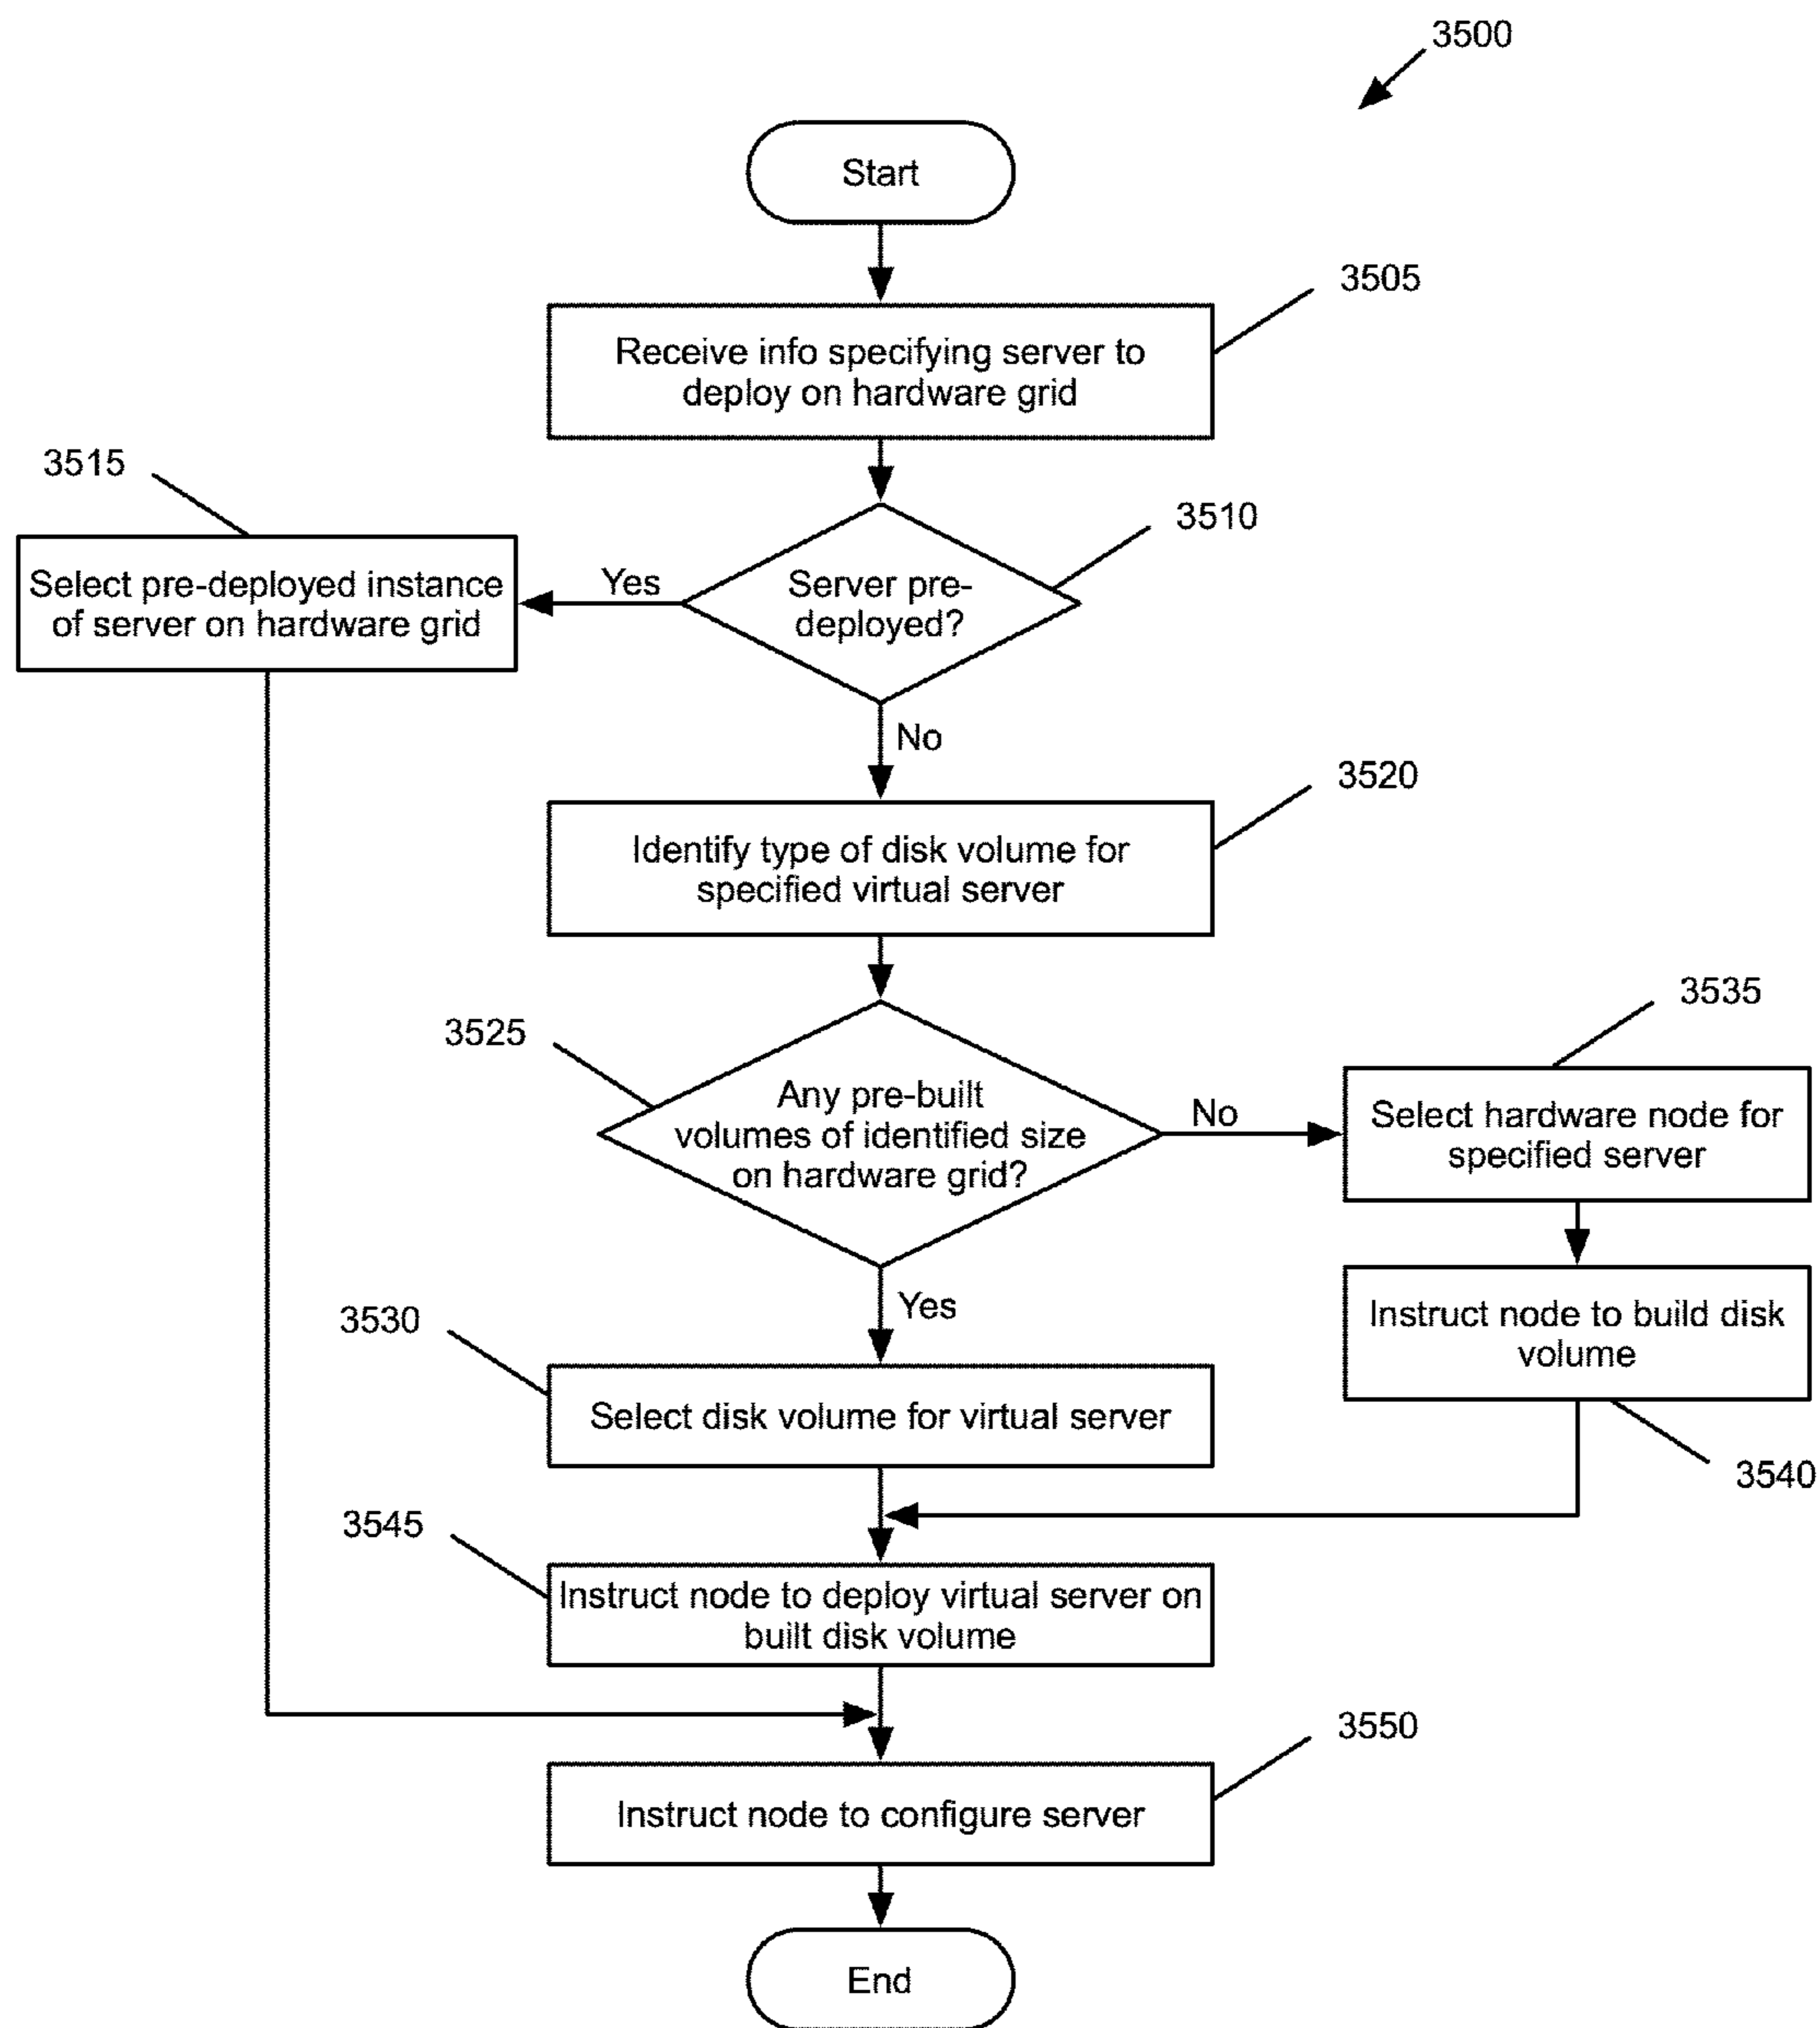 3500
Start
3505
Receive info specifying server to
deploy on hardware grid
3515
3510
Select pre-deployed instance
of server on hardware grid
Yes
Server pre-
deployed?
No
3520
Identify type of disk volume for
specified virtual server
3525
3535
Any pre-built
volumes of identified size
on hardware grid?
No
Select hardware node for
specified server
Yes
3530
Instruct node to build disk
volume
Select disk volume for virtual server
3540
3545
Instruct node to deploy virtual server on
built disk volume
3550
Instruct node to configure server
End